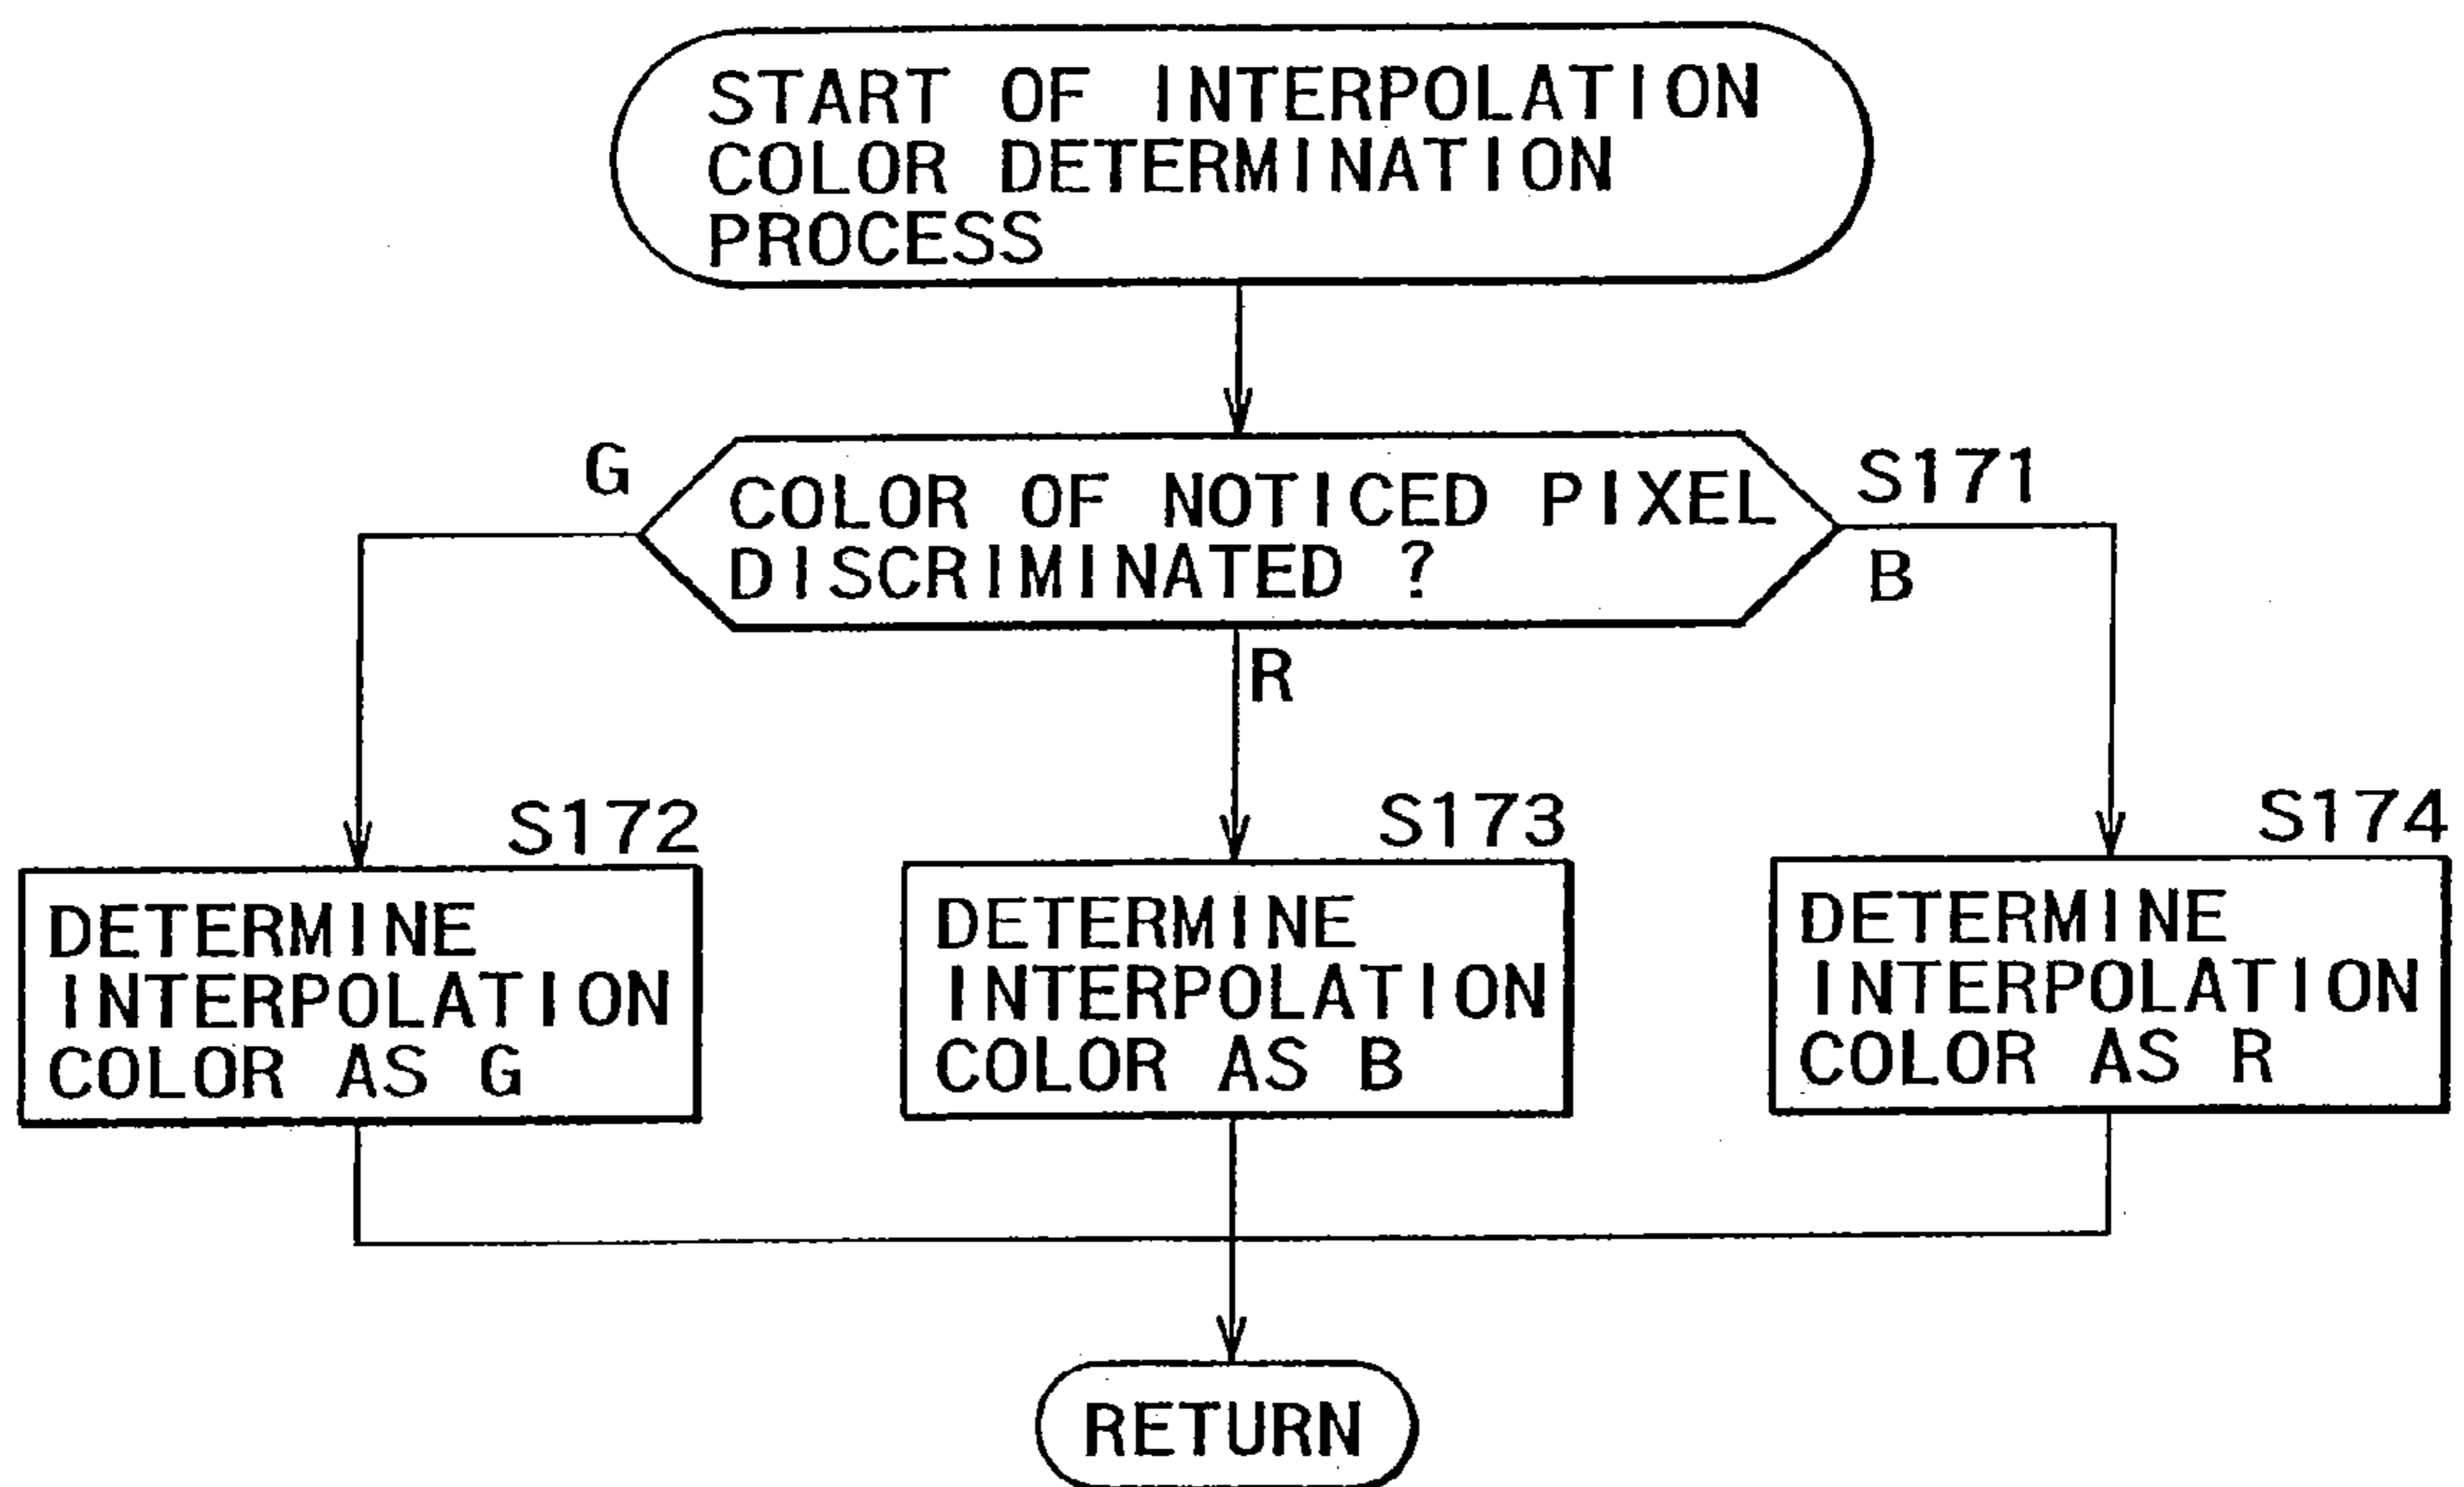 START OF INTERPOLATION
COLOR DETERMINATION
PROCESS
G
COLOR OF NOTICED PIXEL
DISCRIMINATED ?
S171
B
R
S172
DETERMINE
INTERPOLATION
COLOR AS G
S173
DETERMINE
INTERPOLATION
COLOR AS B
S174
DETERMINE
INTERPOLATION
COLOR AS R
RETURN